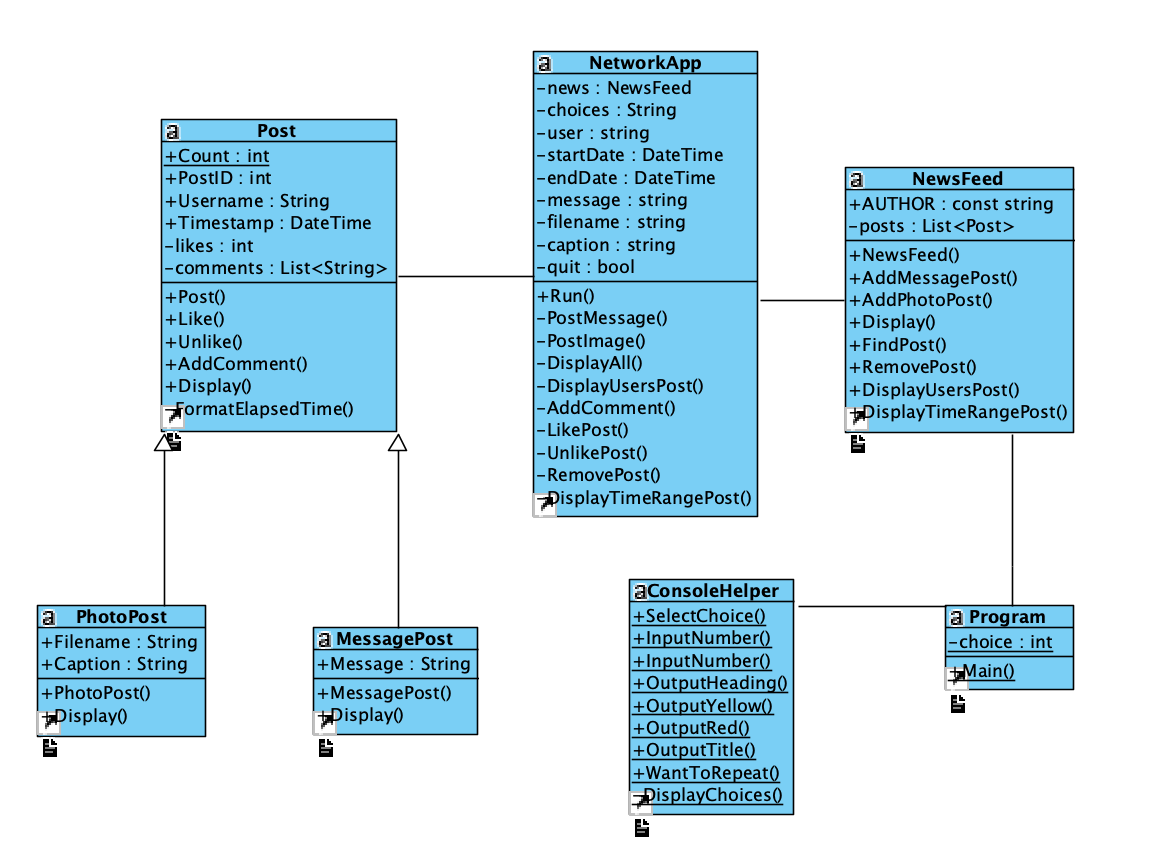 NetworkApp
-news : NewsFeed
-choices : String
-user : string
-startDate : DateTime
-endDate : DateTime
-message : string
-filename : string
-caption : string
-quit : bool
+Run()
-PostMessage()
-PostImage()
-DisplayAll()
-DisplayUsersPost()
-AddComment()
-LikePost()
-UnlikePost()
-RemovePost()
DisplayTimeRangePost()
Post
+Count : int
+PostID : int
+Username : String
+Timestamp : DateTime
-likes : int
-comments : List<String>
+Post()
+Like()
+Unlike()
+AddComment()
+Display()
FormatElapsedTime()
NewsFeed
+AUTHOR : const string
-posts : List<Post>
+NewsFeed()
+AddMessagePost()
+AddPhotoPost()
+Display()
+FindPost()
+RemovePost()
+DisplayUsersPost()
+DisplayTimeRangePost()
PhotoPost
+Filename : String
+Caption : String
+PhotoPost()
+Display()
MessagePost
+Message : String
+MessagePost()
+Display()
ConsoleHelper
+SelectChoice()
+InputNumber()
+InputNumber()
+OutputHeading()
+OutputYellow()
+OutputRed()
+OutputTitle()
+WantToRepeat()
DisplayChoices()
Program
-choice : int
+Main()